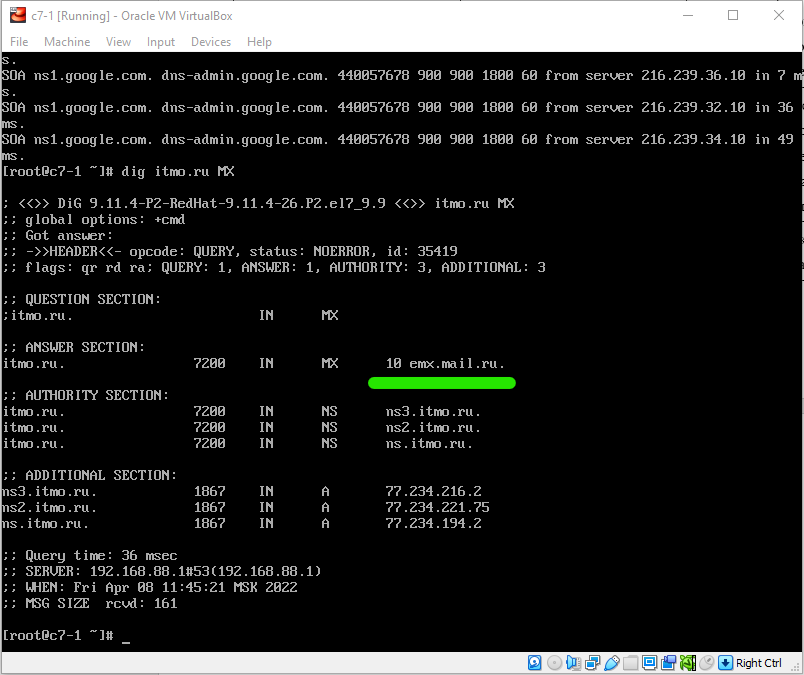 c7-1 [Running] - Oracle VM VirtualBox
File Machine View Input Devices Help
s.
SOA ns1.google.com. dns-admin.google.com. 440057678 900 900 1800 60 from server 216.239.36.10 in 7 m
s.
SOA ns1.google.com. dns-admin.google.com. 440057678 900 900 1800 60 from server 216.239.32.10 in 36
ms.
SOA ns1.google.com. dns-admin.google.com. 440057678 900 900 1800 60 from server 216.239.34.10 in 49
ms.
[root@c7-1 ~]# dig itmo.ru MX
; <<>> DiG 9.11.4-P2-RedHat-9.11.4-26.P2.el7_9.9 <<>> itmo.ru MX
;; global options: +cmd
;; Got answer:
;; ->>HEADER<<- opcode: QUERY, status: NOERROR, id: 35419
;; flags: qr rd ra; QUERY: 1, ANSWER: 1, AUTHORITY: 3, ADDITIONAL: 3
;; QUESTION SECTION:
;itmo.ru. IN MX
;; ANSWER SECTION:
itmo.ru. 7200 IN MX 10 emx.mail.ru.
;; AUTHORITY SECTION:
itmo.ru. 7200 IN NS ns3.itmo.ru.
itmo.ru. 7200 IN NS ns2.itmo.ru.
itmo.ru. 7200 IN NS ns.itmo.ru.
;; ADDITIONAL SECTION:
ns3.itmo.ru. 1867 IN A 77.234.216.2
ns2.itmo.ru. 1867 IN A 77.234.221.75
ns.itmo.ru. 1867 IN A 77.234.194.2
;; Query time: 36 msec
;; SERVER: 192.168.88.1#53(192.168.88.1)
;; WHEN: Fri Apr 08 11:45:21 MSK 2022
;; MSG SIZE rcvd: 161
[root@c7-1 ~]# _
Right Ctrl